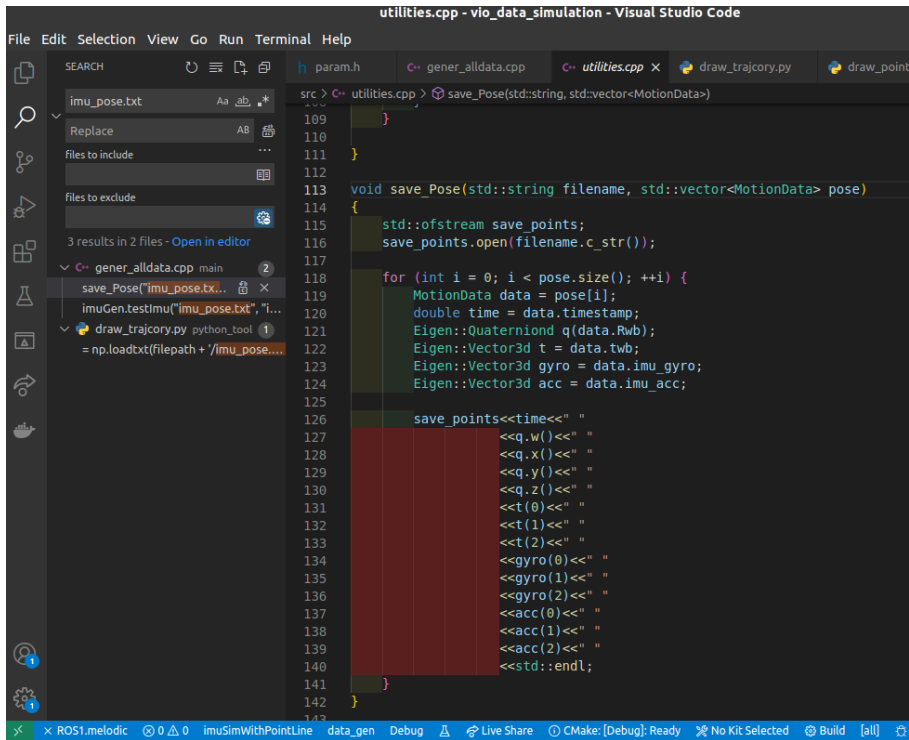 utilities.cpp - vio_data_simulation - Visual Studio Code
File Edit Selection View Go Run Terminal Help
SEARCH
h param.h
C++ gener_alldata.cpp
C++ utilities.cpp ×
draw_trajcory.py
draw_point
src > C++ utilities.cpp > save_Pose(std::string, std::vector<MotionData>)
imu_pose.txt Aa ab .*
Replace AB
files to include
...
files to exclude
3 results in 2 files - Open in editor
C++ gener_alldata.cpp main 2
save_Pose("imu_pose.tx...
imuGen.testImu("imu_pose.txt", "i...
draw_trajcory.py python_tool 1
= np.loadtxt(filepath + '/imu_pose....
109 }
110
111 }
112
113 void save_Pose(std::string filename, std::vector<MotionData> pose)
114 {
115 std::ofstream save_points;
116 save_points.open(filename.c_str());
117
118 for (int i = 0; i < pose.size(); ++i) {
119 MotionData data = pose[i];
120 double time = data.timestamp;
121 Eigen::Quaterniond q(data.Rwb);
122 Eigen::Vector3d t = data.twb;
123 Eigen::Vector3d gyro = data.imu_gyro;
124 Eigen::Vector3d acc = data.imu_acc;
125
126 save_points<<time<<" "
127 <<q.w()<<" "
128 <<q.x()<<" "
129 <<q.y()<<" "
130 <<q.z()<<" "
131 <<t(0)<<" "
132 <<t(1)<<" "
133 <<t(2)<<" "
134 <<gyro(0)<<" "
135 <<gyro(1)<<" "
136 <<gyro(2)<<" "
137 <<acc(0)<<" "
138 <<acc(1)<<" "
139 <<acc(2)<<" "
140 <<std::endl;
141 }
142 }
1
1
ROS1.melodic 0 0 imuSimWithPointLine data_gen Debug Live Share CMake: [Debug]: Ready No Kit Selected Build [all]